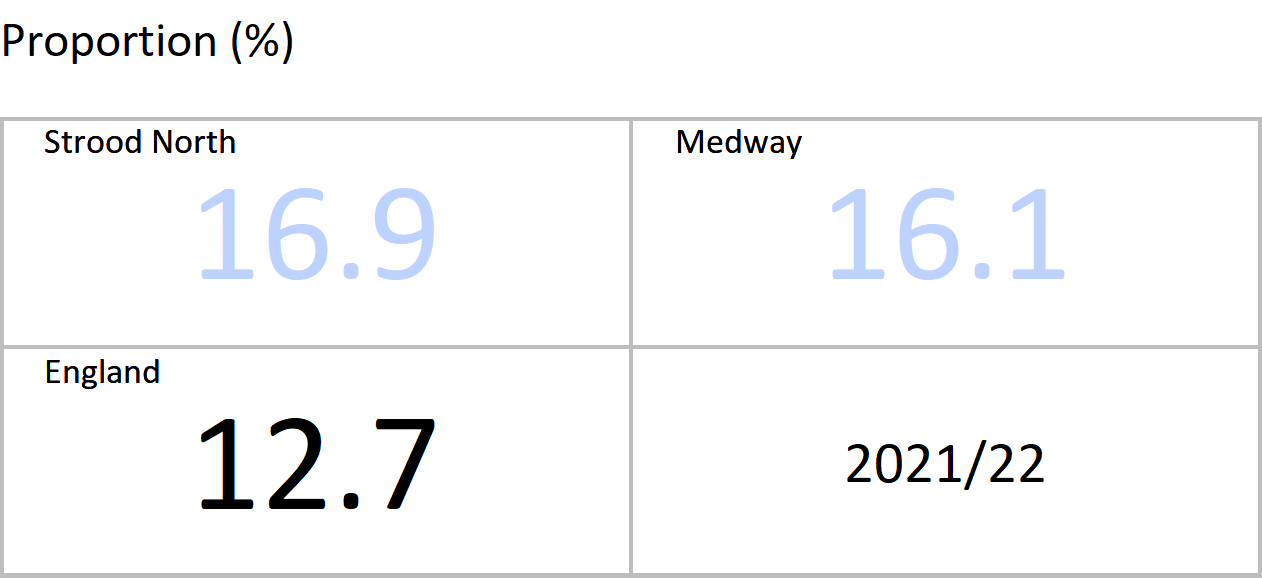 Proportion (%)
Strood North
16.9
Medway
16.1
England
12.7
2021/22